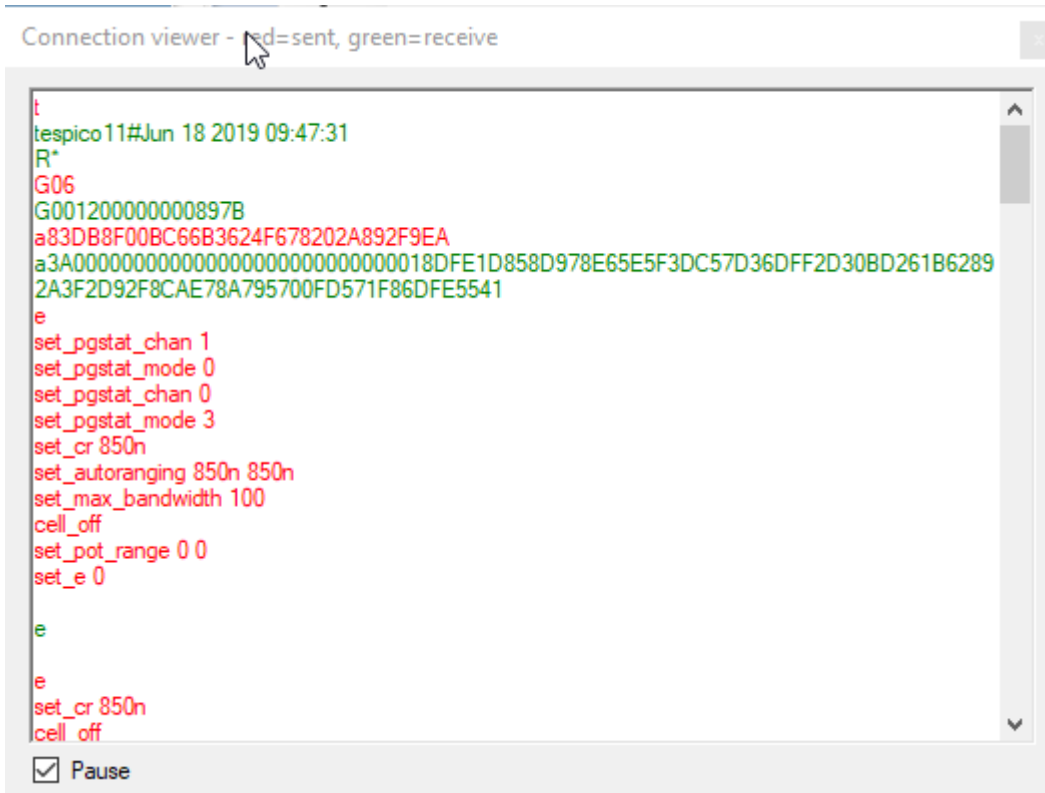 Connection viewer - red=sent, green=receive
t
tespico11#Jun 18 2019 09:47:31
R*
G06
G001200000000897B
a83DB8F00BC66B3624F678202A892F9EA
a3A0000000000000000000000000018DFE1D858D978E65E5F3DC57D36DFF2D30BD261B6289
2A3F2D92F8CAE78A795700FD571F86DFE5541
e
set_pgstat_chan 1
set_pgstat_mode 0
set_pgstat_chan 0
set_pgstat_mode 3
set_cr 850n
set_autoranging 850n 850n
set_max_bandwidth 100
cell_off
set_pot_range 0 0
set_e 0
e
e
set_cr 850n
cell_off
Pause